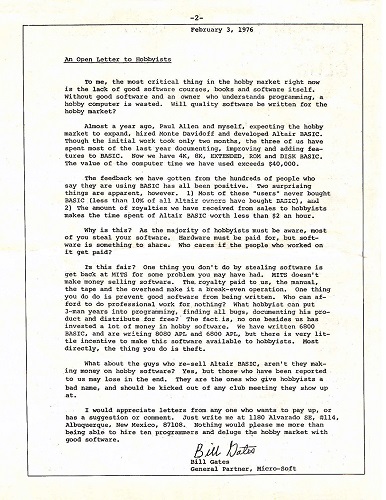 -2-
February 3, 1976
An Open Letter to Hobbyists
To me, the most critical thing in the hobby market right now
is the lack of good software courses, books and software itself.
Without good software and an owner who understands programming, a
hobby computer is wasted. Will quality software be written for the
hobby market?
Almost a year ago, Paul Allen and myself, expecting the hobby
market to expand, hired Monte Davidoff and developed Altair BASIC.
Though the initial work took only two months, the three of us have
spent most of the last year documenting, improving and adding fea-
tures to BASIC. Now we have 4K, 8K, EXTENDED, ROM and DISK BASIC.
The value of the computer time we have used exceeds $40,000.
The feedback we have gotten from the hundreds of people who
say they are using BASIC has all been positive. Two surprising
things are apparent, however. 1) Most of these "users" never bought
BASIC (less than 10% of all Altair owners have bought BASIC), and
2) The amount of royalties we have received from sales to hobbyists
makes the time spent of Altair BASIC worth less than $2 an hour.
Why is this? As the majority of hobbyists must be aware, most
of you steal your software. Hardware must be paid for, but soft-
ware is something to share. Who cares if the people who worked on
it get paid?
Is this fair? One thing you don't do by stealing software is
get back at MITS for some problem you may have had. MITS doesn't
make money selling software. The royalty paid to us, the manual,
the tape and the overhead make it a break-even operation. One thing
you do do is prevent good software from being written. Who can af-
ford to do professional work for nothing? What hobbyist can put
3-man years into programming, finding all bugs, documenting his pro-
duct and distribute for free? The fact is, no one besides us has
invested a lot of money in hobby software. We have written 6800
BASIC, and are writing 8080 APL and 6800 APL, but there is very lit-
tle incentive to make this software available to hobbyists. Most
directly, the thing you do is theft.
What about the guys who re-sell Altair BASIC, aren't they mak-
ing money on hobby software? Yes, but those who have been reported
to us may lose in the end. They are the ones who give hobbyists a
bad name, and should be kicked out of any club meeting they show up
at.
I would appreciate letters from any one who wants to pay up, or
has a suggestion or comment. Just write me at 1180 Alvarado SE, #114,
Albuquerque, New Mexico, 87108. Nothing would please me more than
being able to hire ten programmers and deluge the hobby market with
good software.
Bill Gates
Bill Gates
General Partner, Micro-Soft